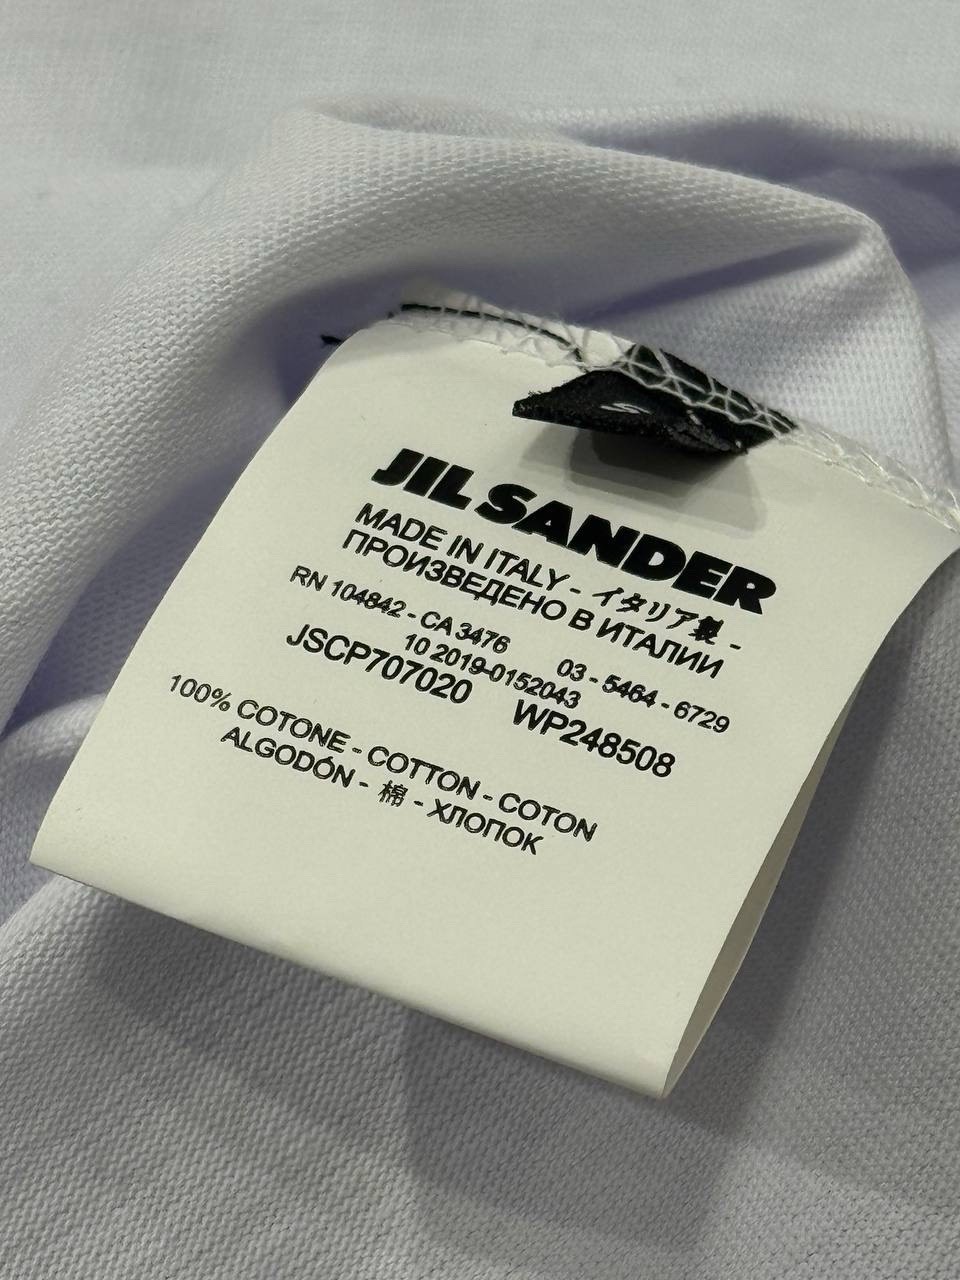 JIL SANDER
MADE IN ITALY - イタリア製 -
ПРОИЗВЕДЕНО В ИТАЛИИ
RN 104842 - CA 3476 03 - 5464 - 6729
10 2019-0152043
JSCP707020 WP248508
100% COTONE - COTTON - COTON
ALGODÓN - 棉 - ХЛОПОК